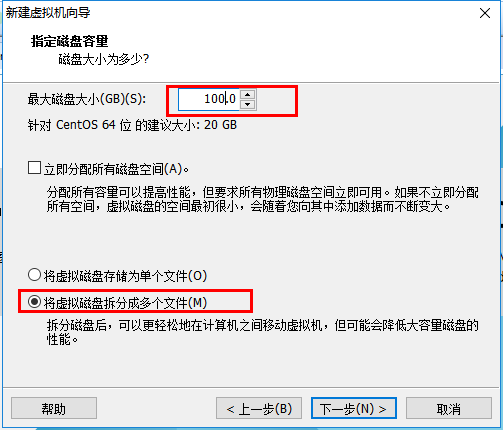 新建虚拟机向导
指定磁盘容量
磁盘大小为多少?
最大磁盘大小(GB)(S): 100.0
针对 CentOS 64 位 的建议大小: 20 GB
立即分配所有磁盘空间(A)。
分配所有容量可以提高性能，但要求所有物理磁盘空间立即可用。如果不立即分配
所有空间，虚拟磁盘的空间最初很小，会随着您向其中添加数据而不断变大。
将虚拟磁盘存储为单个文件(O)
将虚拟磁盘拆分成多个文件(M)
拆分磁盘后，可以更轻松地在计算机之间移动虚拟机，但可能会降低大容量磁盘的
性能。
帮助 < 上一步(B) 下一步(N) > 取消